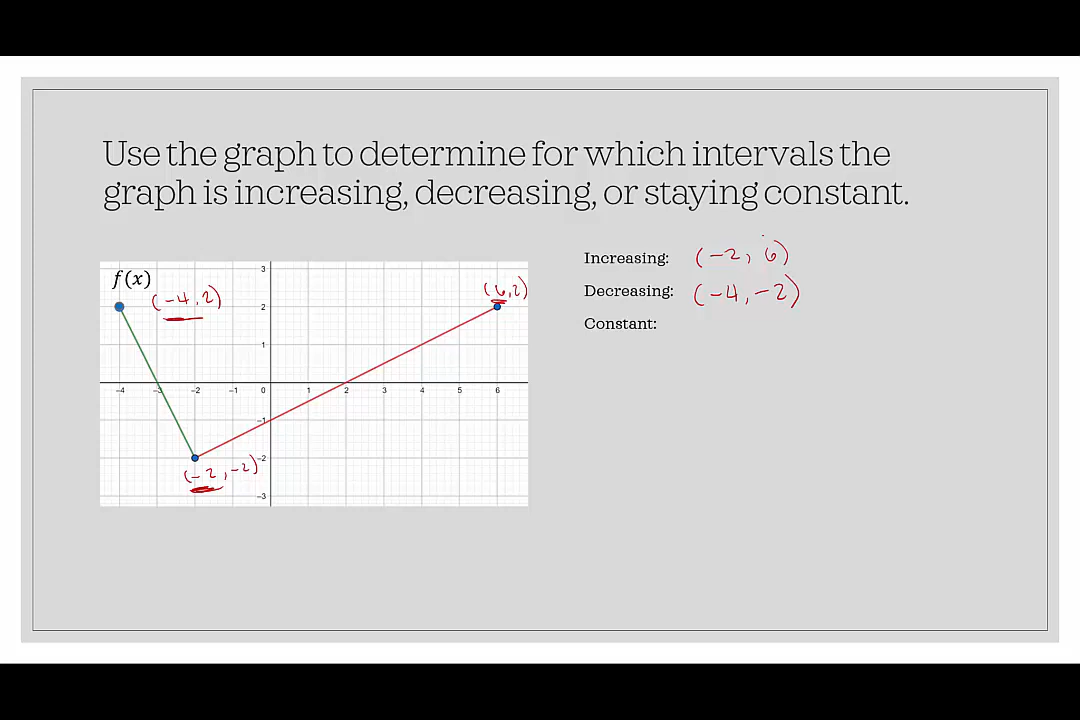 Use the graph to determine for which intervals the
graph is increasing, decreasing, or staying constant.
Increasing: (-2, 6)
Decreasing: (-4, -2)
Constant:
f(x)
(-4, 2)
(6, 2)
3
2
1
-4 -3 -2 -1 0 1 2 3 4 5 6
-1
-2
(-2, -2)
-3